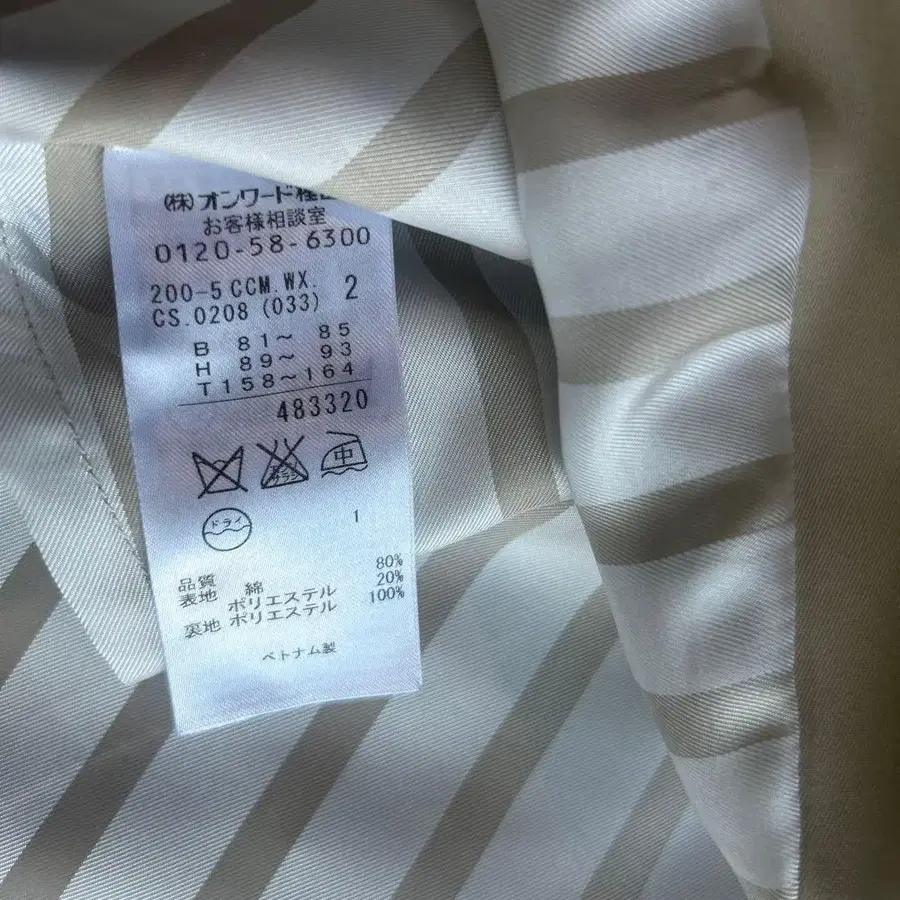 (株)オンワード樫
お客様相談室
0120-58-6300
200-5 CCM.WX. 2
CS.0208 (033)
B 81～ 85
H 89～ 93
T158～164
483320
中
ドライ
1
品質
表地 綿 80%
ポリエステル 20%
裏地 ポリエステル 100%
ベトナム製